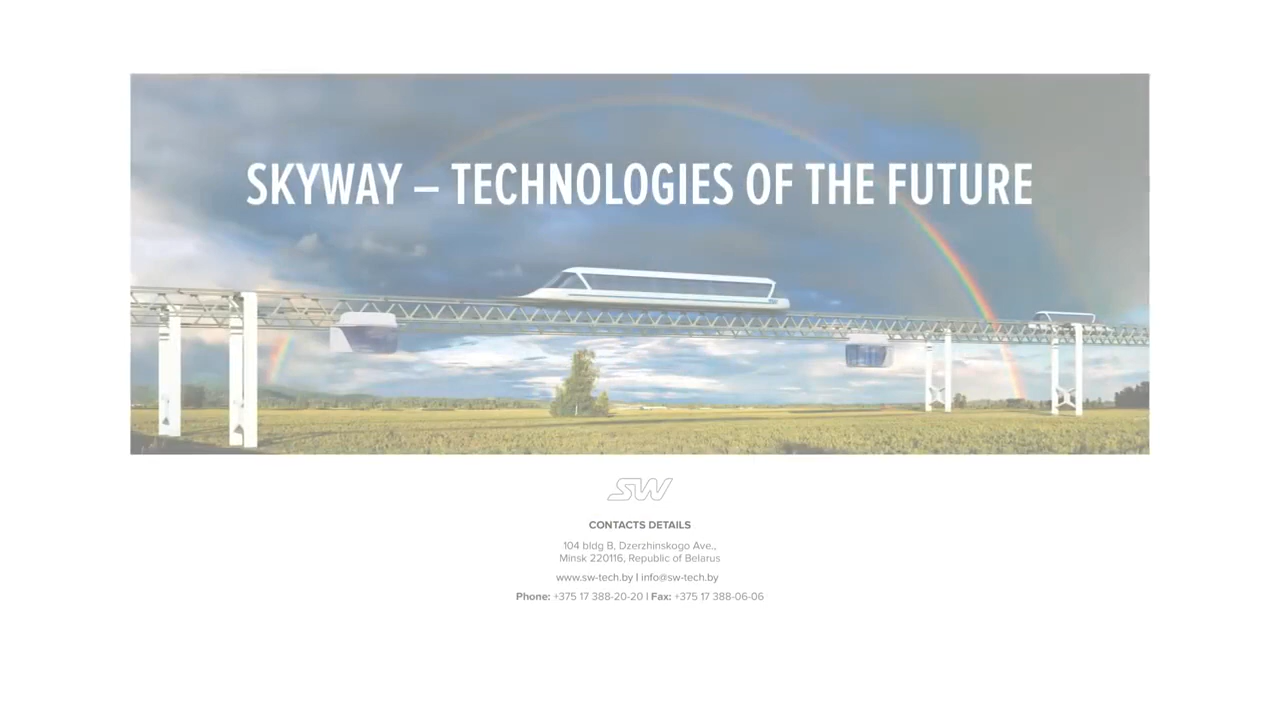 SKYWAY – TECHNOLOGIES OF THE FUTURE
SW
CONTACTS DETAILS
104 bldg B, Dzerzhinskogo Ave.,
Minsk 220116, Republic of Belarus
www.sw-tech.by | info@sw-tech.by
Phone: +375 17 388-20-20 | Fax: +375 17 388-06-06